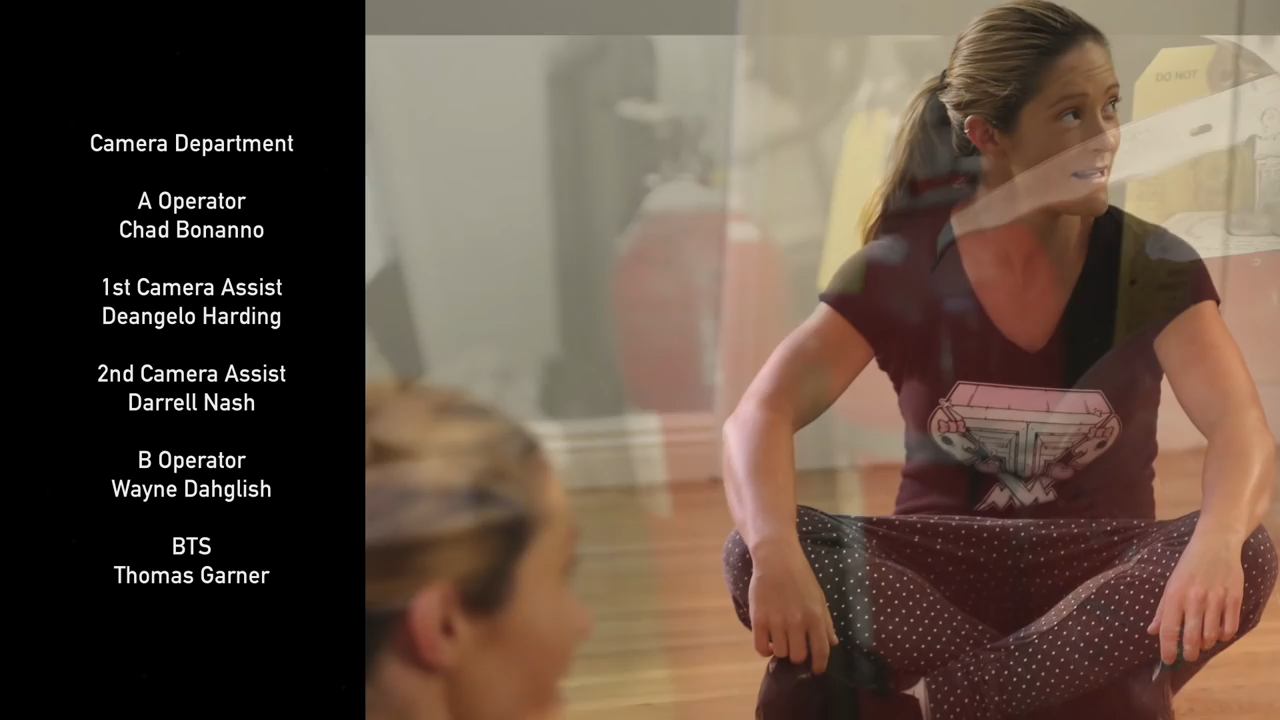 Camera Department
A Operator
Chad Bonanno
1st Camera Assist
Deangelo Harding
2nd Camera Assist
Darrell Nash
B Operator
Wayne Dahglish
BTS
Thomas Garner
DO NOT